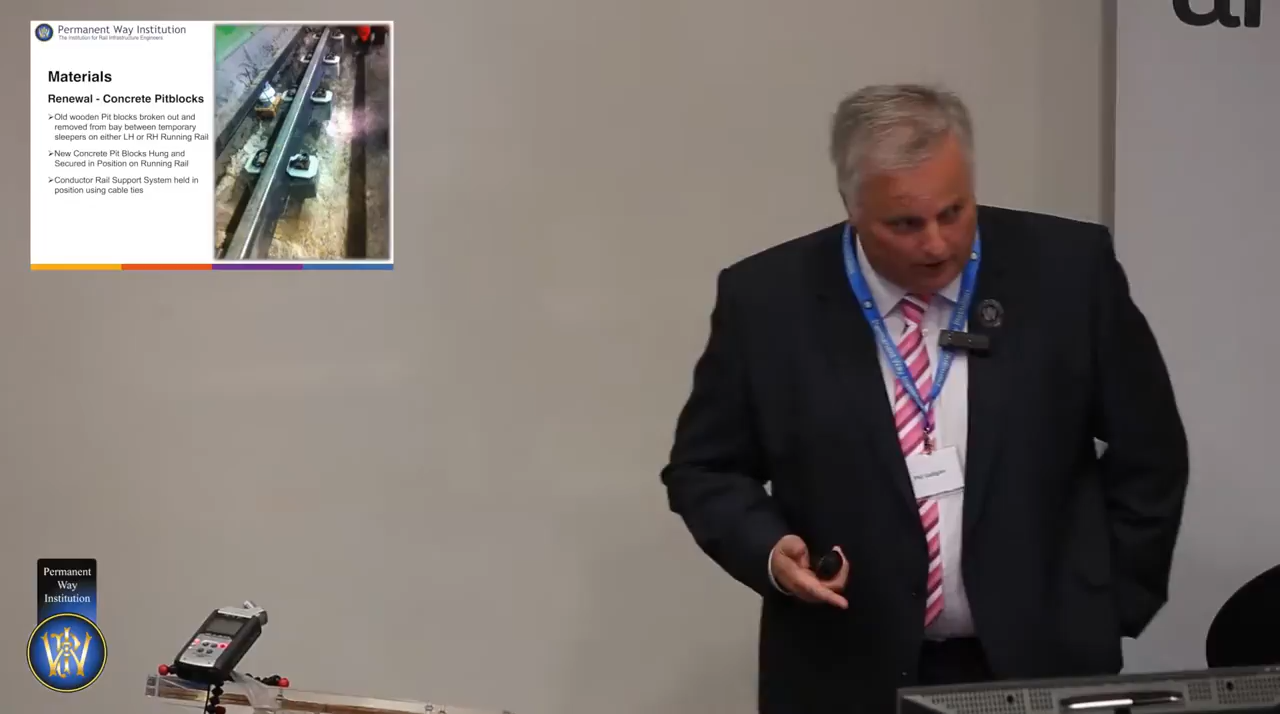 Permanent Way Institution
The Institution for Rail Infrastructure Engineers
Materials
Renewal - Concrete Pitblocks
➢Old wooden Pit blocks broken out and
removed from bay between temporary
sleepers on either LH or RH Running Rail
➢New Concrete Pit Blocks Hung and
Secured in Position on Running Rail
➢Conductor Rail Support System held in
position using cable ties
Permanent
Way
Institution